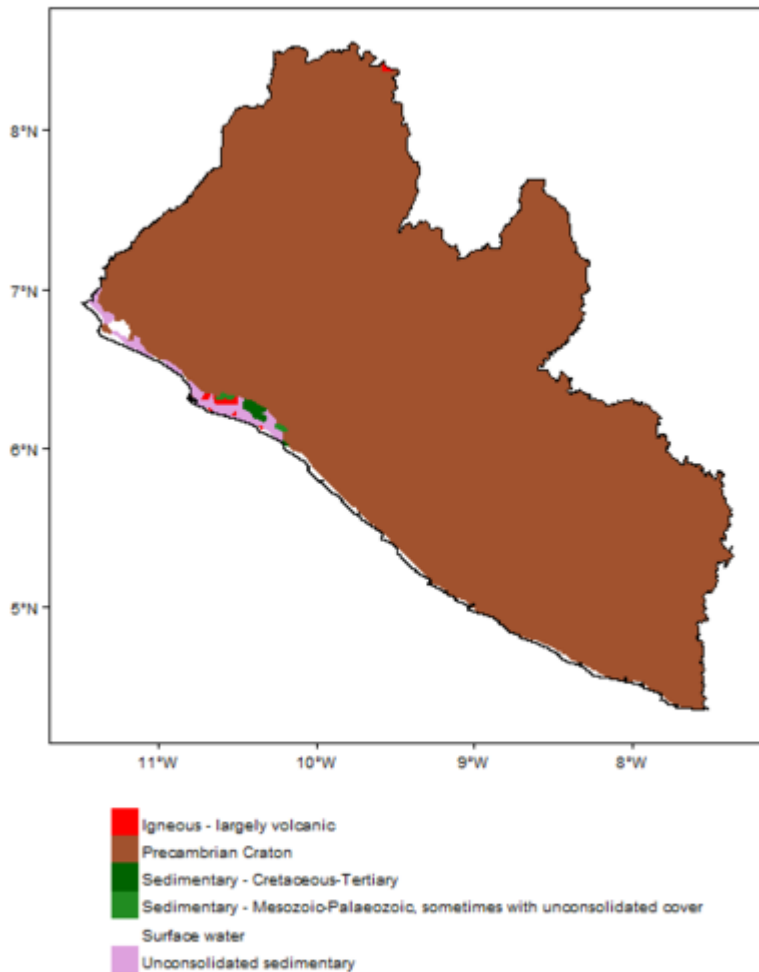 8°N
7°N
6°N
5°N
11°W
10°W
9°W
8°W
Igneous - largely volcanic
Precambrian Craton
Sedimentary - Cretaceous-Tertiary
Sedimentary - Mesozoic-Palaeozoic, sometimes with unconsolidated cover
Surface water
Unconsolidated sedimentary